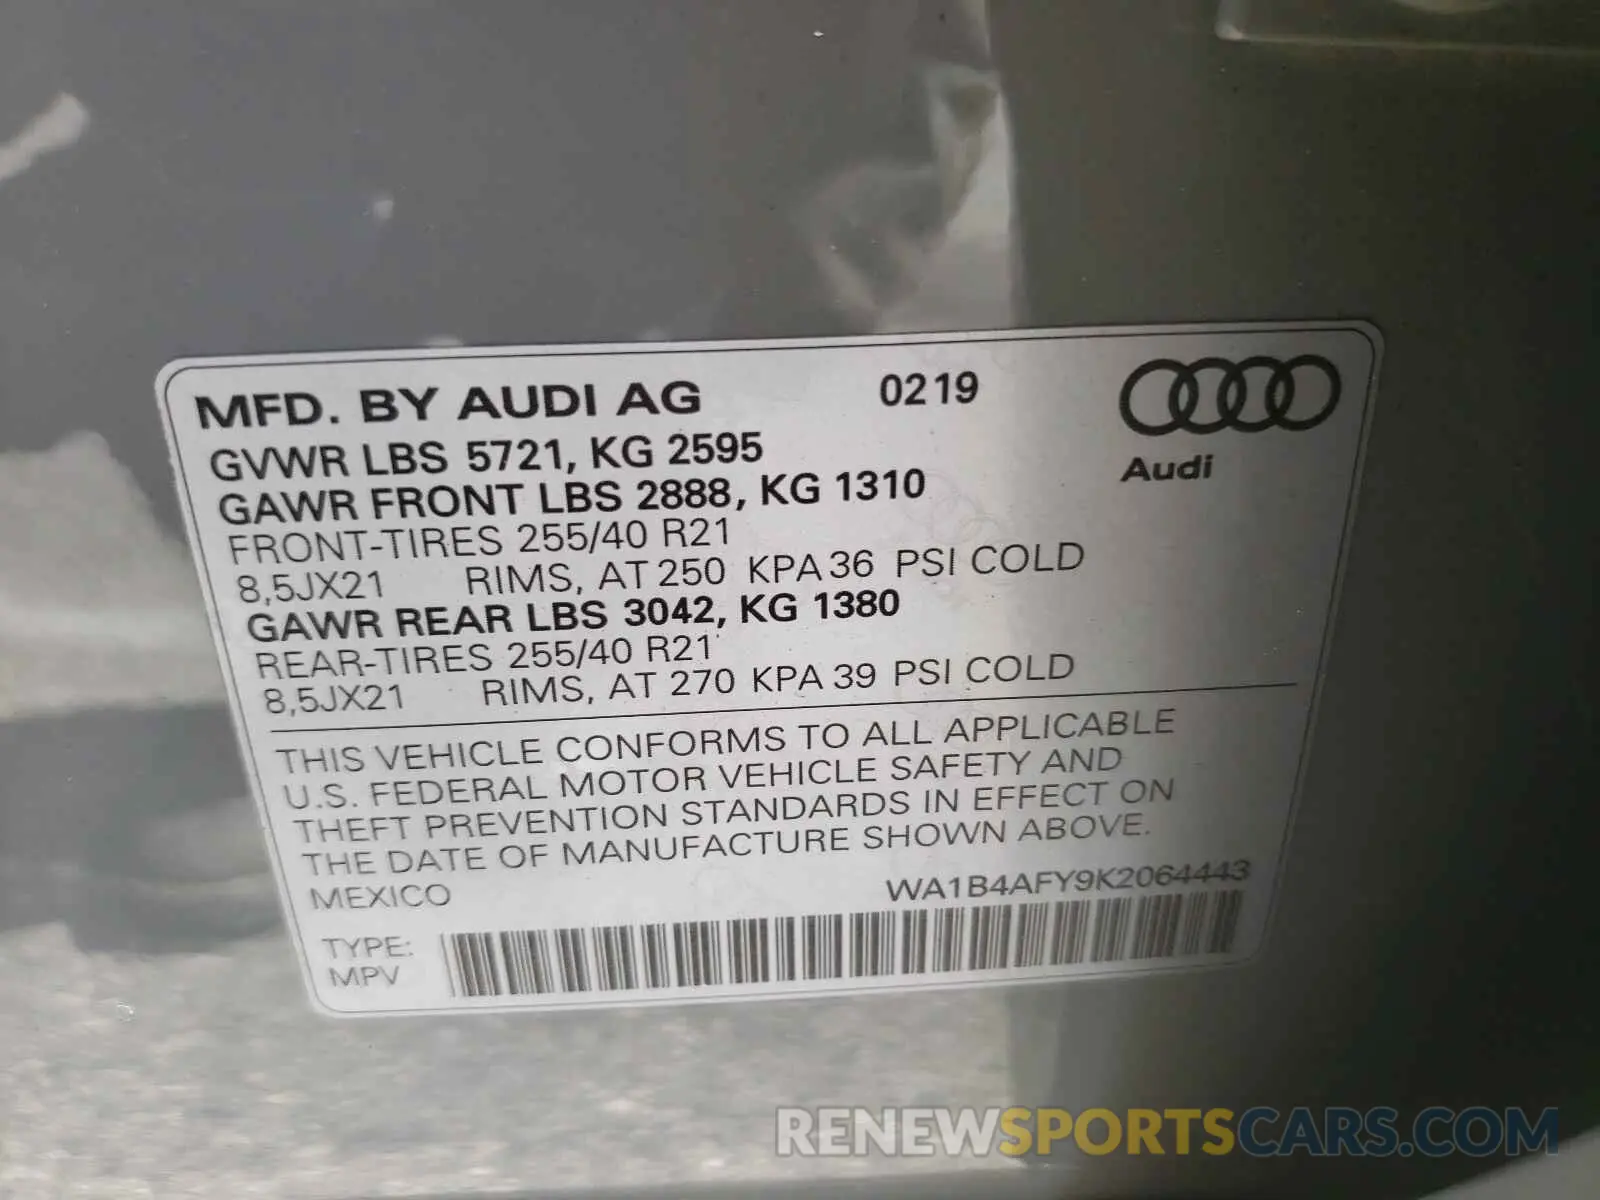 MFD. BY AUDI AG 0219
GVWR LBS 5721, KG 2595
Audi
GAWR FRONT LBS 2888, KG 1310
FRONT-TIRES 255/40 R21
8,5JX21 RIMS, AT 250 KPA 36 PSI COLD
GAWR REAR LBS 3042, KG 1380
REAR-TIRES 255/40 R21
8,5JX21 RIMS, AT 270 KPA 39 PSI COLD
THIS VEHICLE CONFORMS TO ALL APPLICABLE
U.S. FEDERAL MOTOR VEHICLE SAFETY AND
THEFT PREVENTION STANDARDS IN EFFECT ON
THE DATE OF MANUFACTURE SHOWN ABOVE.
MEXICO WA1B4AFY9K2064443
TYPE:
MPV
RENEWSPORTSCARS.COM